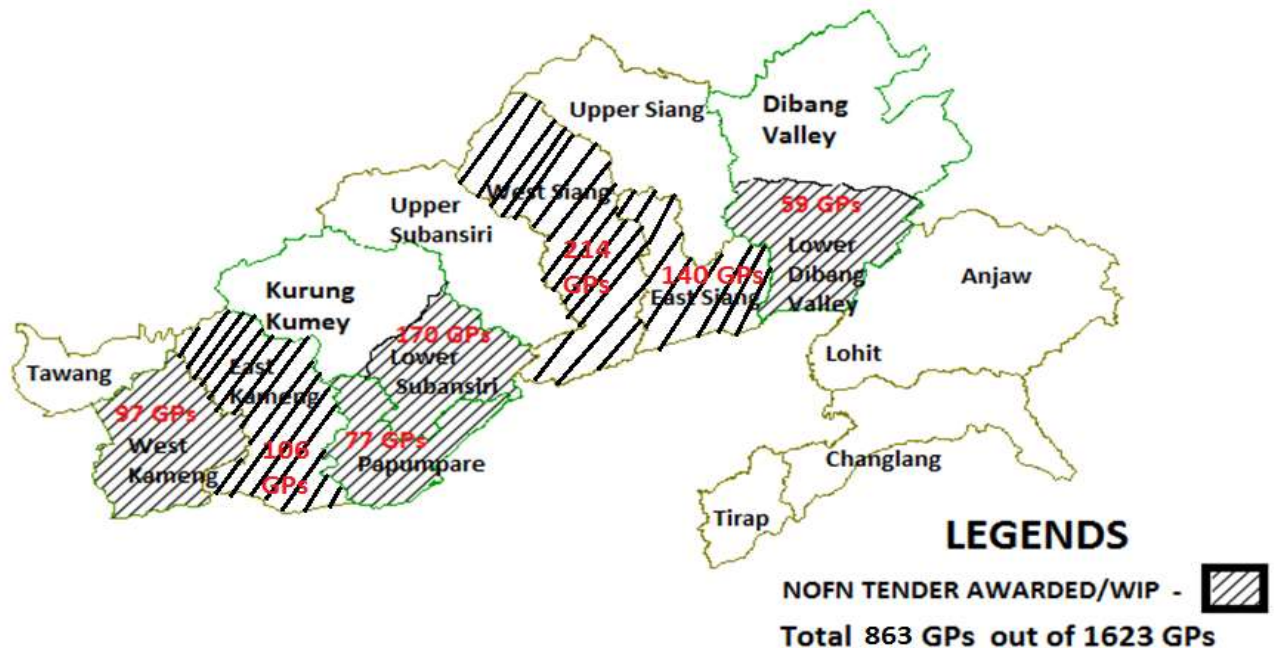 Upper Siang
Dibang
Valley
West Siang
59 GPs
Upper
Subansiri
214
GPs
Lower
Dibang
Valley
140 GPs
East Siang
Anjaw
Kurung
Kumey
170 GPs
Lower
Subansiri
Lohit
Tawang
East
Kameng
97 GPs
West
Kameng
106
GPs
77 GPs
Papumpare
Changlang
Tirap
LEGENDS
NOFN TENDER AWARDED/WIP -
Total 863 GPs out of 1623 GPs